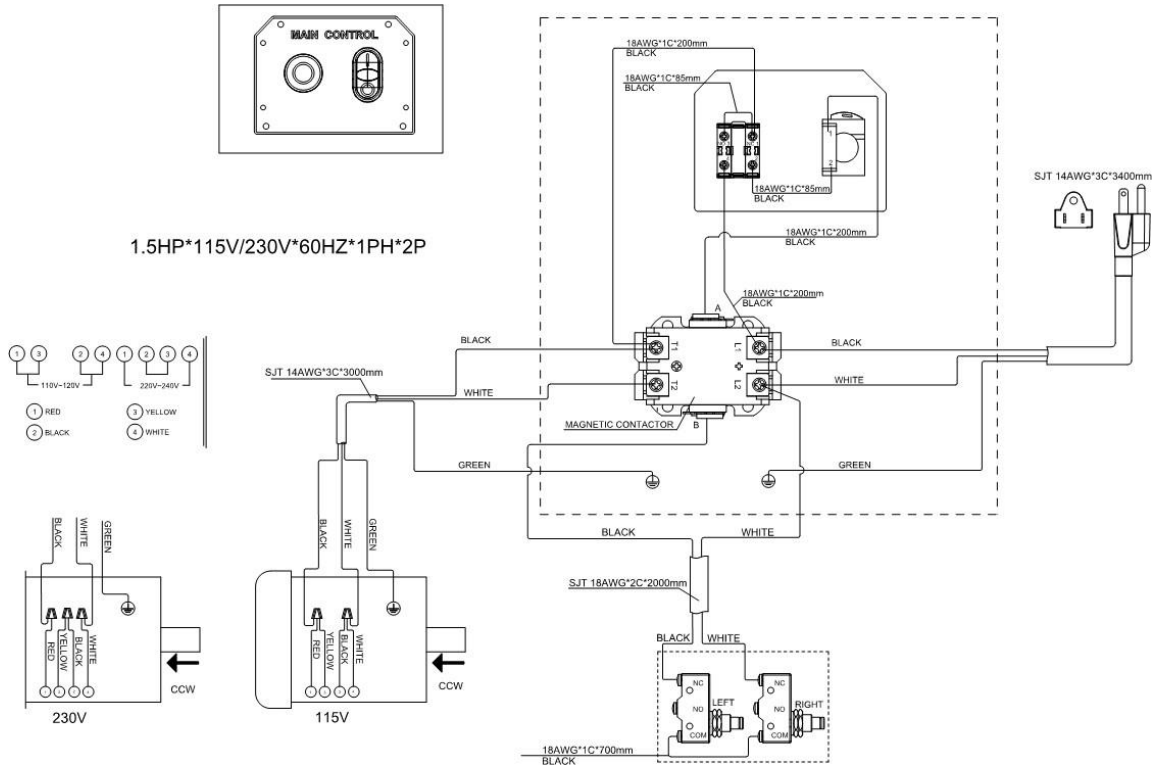 MAIN CONTROL
1.5HP*115V/230V*60HZ*1PH*2P
1 3 2 4 1 2 3 4
110V~120V 220V~240V
1 RED 3 YELLOW
2 BLACK 4 WHITE
18AWG*1C*200mm
BLACK
18AWG*1C*85mm
BLACK
NO NC
18AWG*1C*85mm
BLACK
1
2
18AWG*1C*200mm
BLACK
18AWG*1C*200mm
BLACK
SJT 14AWG*3C*3400mm
A
T1 L1
T2 L2
B
MAGNETIC CONTACTOR
BLACK
WHITE
GREEN
BLACK
WHITE
GREEN
SJT 14AWG*3C*3000mm
BLACK WHITE
SJT 18AWG*2C*2000mm
BLACK WHITE
NC NC
NO LEFT NO RIGHT
COM COM
18AWG*1C*700mm
BLACK
BLACK WHITE GREEN
RED YELLOW BLACK WHITE
CCW
230V
BLACK WHITE GREEN
RED YELLOW BLACK WHITE
CCW
115V